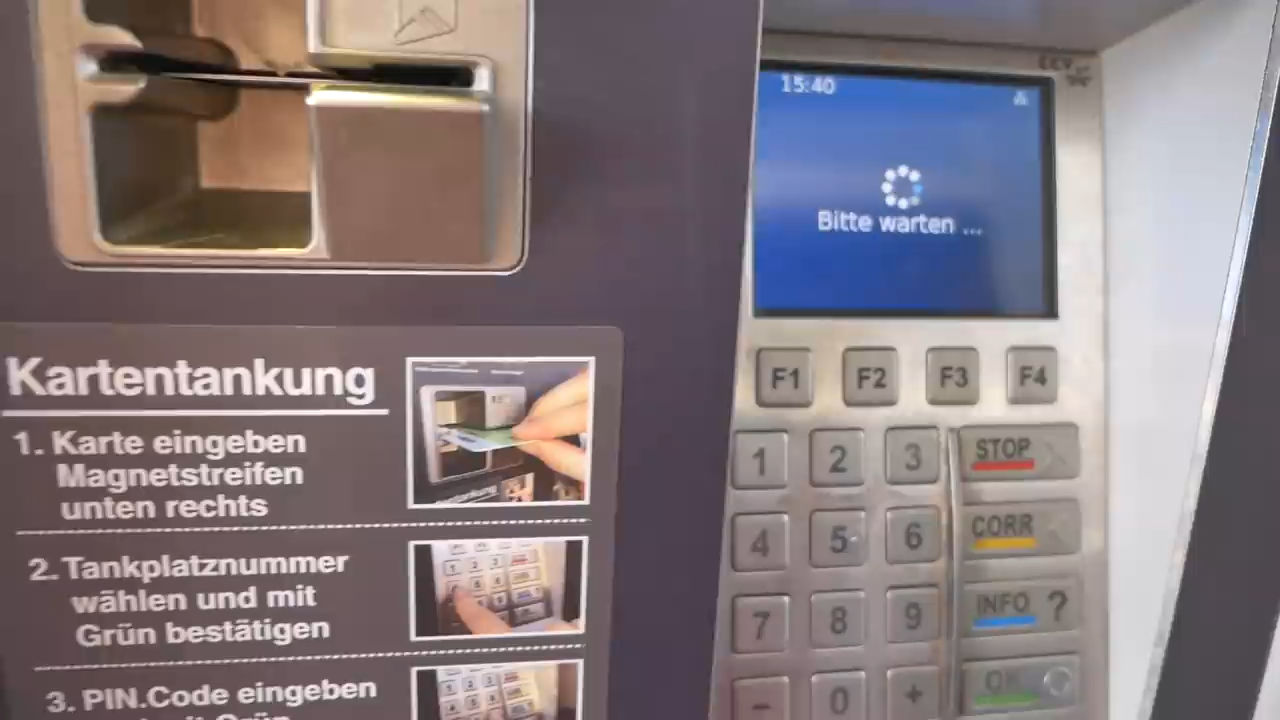 15:40
Bitte warten ...
F1 F2 F3 F4
1 2 3 STOP
4 5 6 CORR
7 8 9 INFO ?
- 0 + OK
Kartentankung
1. Karte eingeben
Magnetstreifen
unten rechts
2. Tankplatznummer
wählen und mit
Grün bestätigen
3. PIN.Code eingeben